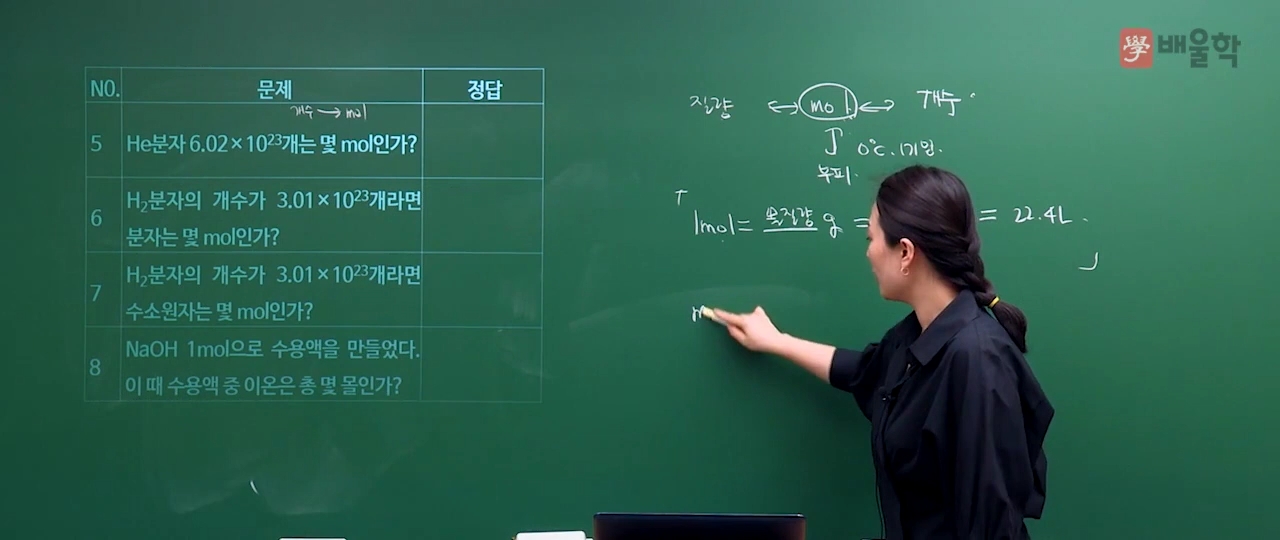 學 배울학
NO. 문제 정답
개수 → mol
5 He분자 6.02×10²³개는 몇 mol인가?
6 H₂분자의 개수가 3.01×10²³개라면
분자는 몇 mol인가?
7 H₂분자의 개수가 3.01×10²³개라면
수소원자는 몇 mol인가?
8 NaOH 1mol으로 수용액을 만들었다.
이 때 수용액 중 이온은 총 몇 몰인가?
질량 ↔ mol ↔ 개수
0℃. 1기압.
부피.
1mol = 몰질량 g = = 22.4L.